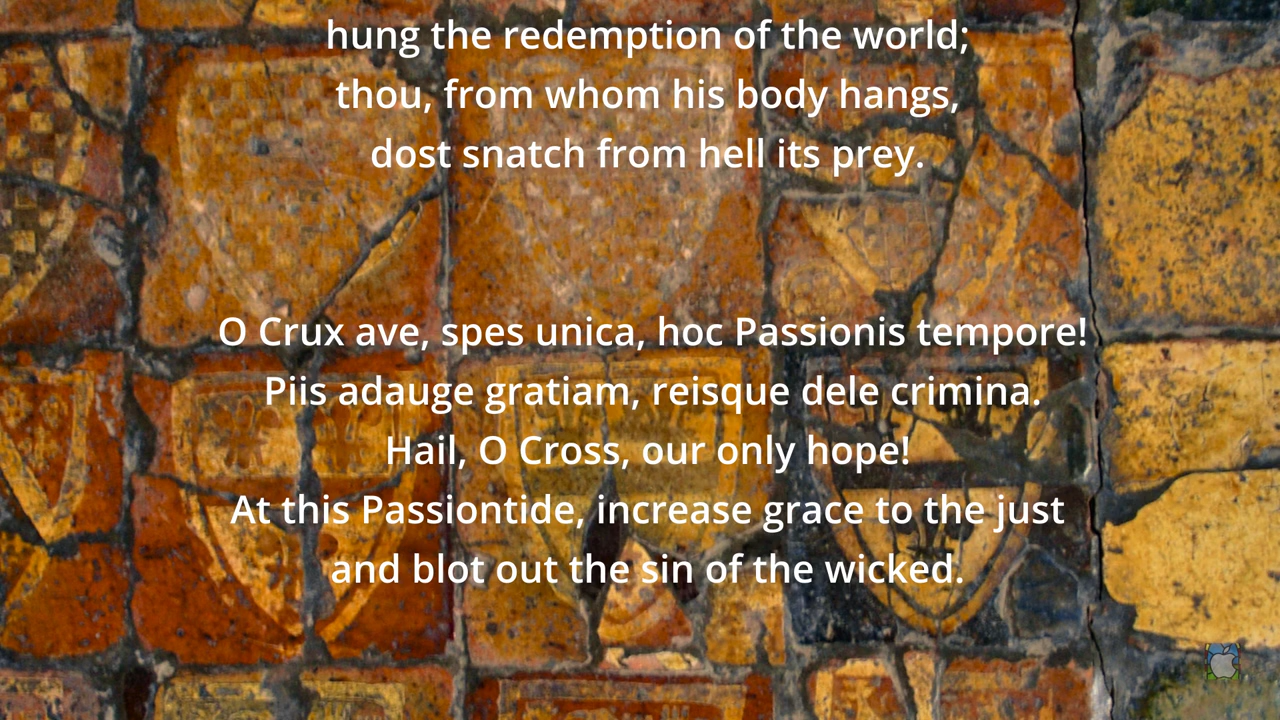 hung the redemption of the world;
thou, from whom his body hangs,
dost snatch from hell its prey.
O Crux ave, spes unica, hoc Passionis tempore!
Piis adauge gratiam, reisque dele crimina.
Hail, O Cross, our only hope!
At this Passiontide, increase grace to the just
and blot out the sin of the wicked.